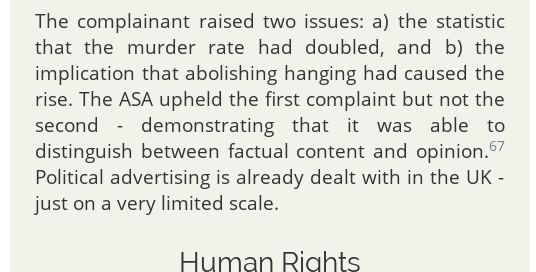 The complainant raised two issues: a) the statistic
that the murder rate had doubled, and b) the
implication that abolishing hanging had caused the
rise. The ASA upheld the first complaint but not the
second - demonstrating that it was able to
distinguish between factual content and opinion.67
Political advertising is already dealt with in the UK -
just on a very limited scale.
Human Rights